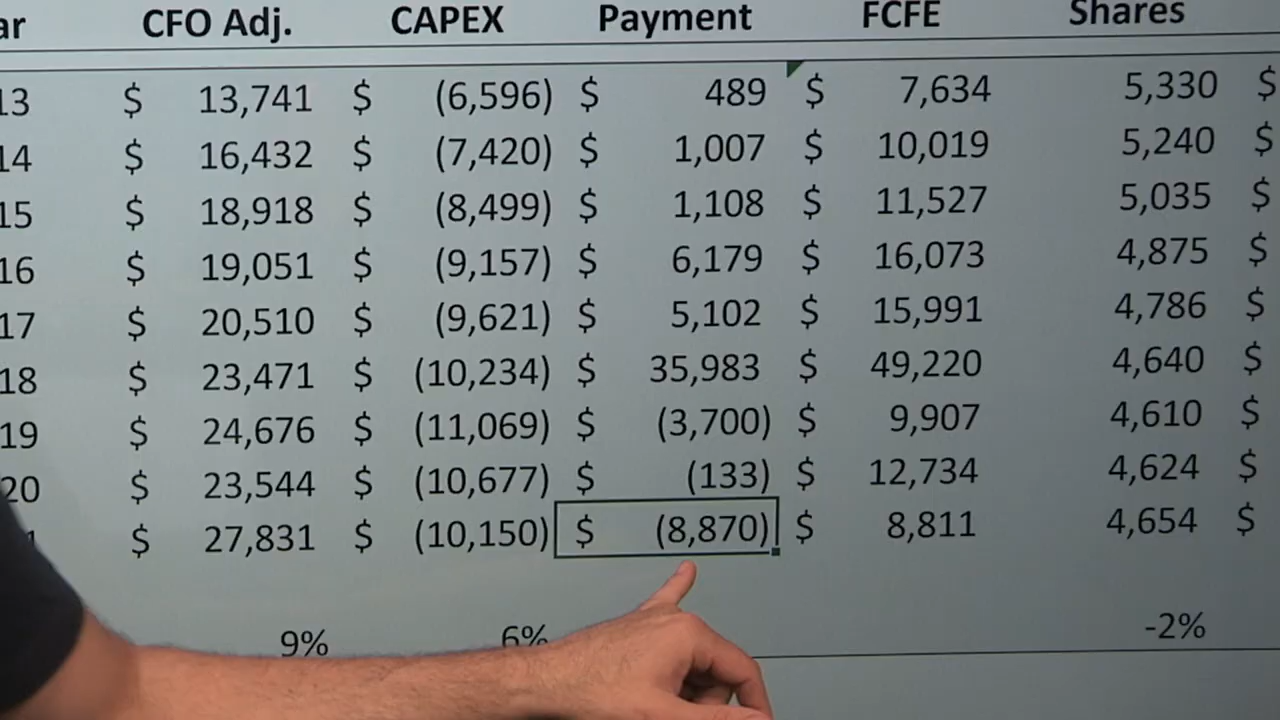 ar CFO Adj. CAPEX Payment FCFE Shares
13 $ 13,741 $ (6,596) $ 489 $ 7,634 5,330 $
14 $ 16,432 $ (7,420) $ 1,007 $ 10,019 5,240 $
15 $ 18,918 $ (8,499) $ 1,108 $ 11,527 5,035 $
16 $ 19,051 $ (9,157) $ 6,179 $ 16,073 4,875 $
17 $ 20,510 $ (9,621) $ 5,102 $ 15,991 4,786 $
18 $ 23,471 $ (10,234) $ 35,983 $ 49,220 4,640 $
19 $ 24,676 $ (11,069) $ (3,700) $ 9,907 4,610 $
20 $ 23,544 $ (10,677) $ (133) $ 12,734 4,624 $
$ 27,831 $ (10,150) $ (8,870) $ 8,811 4,654 $
9% 6% -2%